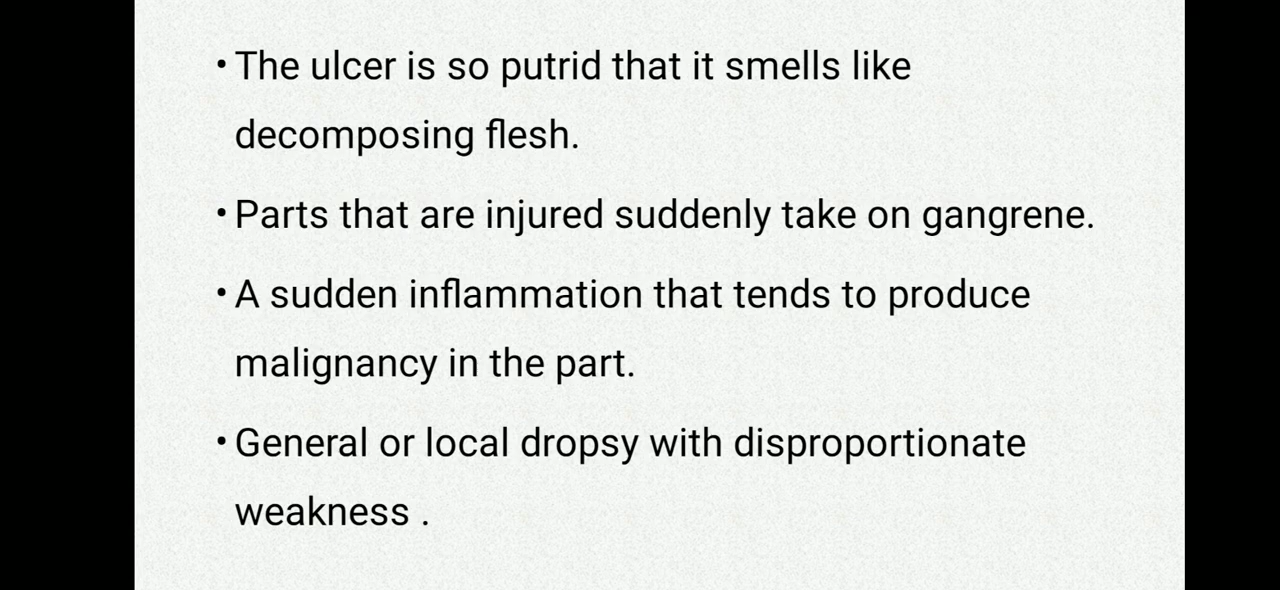 • The ulcer is so putrid that it smells like
decomposing flesh.
• Parts that are injured suddenly take on gangrene.
• A sudden inflammation that tends to produce
malignancy in the part.
• General or local dropsy with disproportionate
weakness .